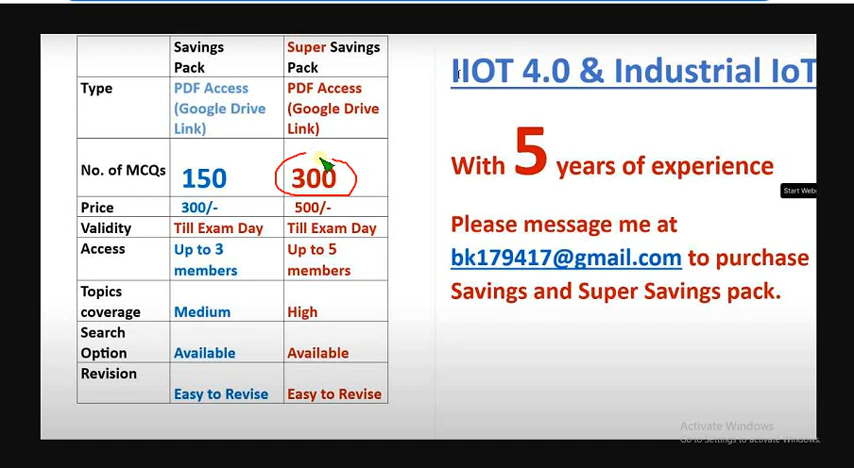 Savings Super Savings
Pack Pack
Type PDF Access PDF Access
(Google Drive (Google Drive
Link) Link)
No. of MCQs 150 300
Price 300/- 500/-
Validity Till Exam Day Till Exam Day
Access Up to 3 Up to 5
members members
Topics
coverage Medium High
Search
Option Available Available
Revision
Easy to Revise Easy to Revise
IIOT 4.0 & Industrial IoT
With 5 years of experience
Start Web
Please message me at
bk179417@gmail.com to purchase
Savings and Super Savings pack.
Activate Windows
Go to Settings to activate Windows.